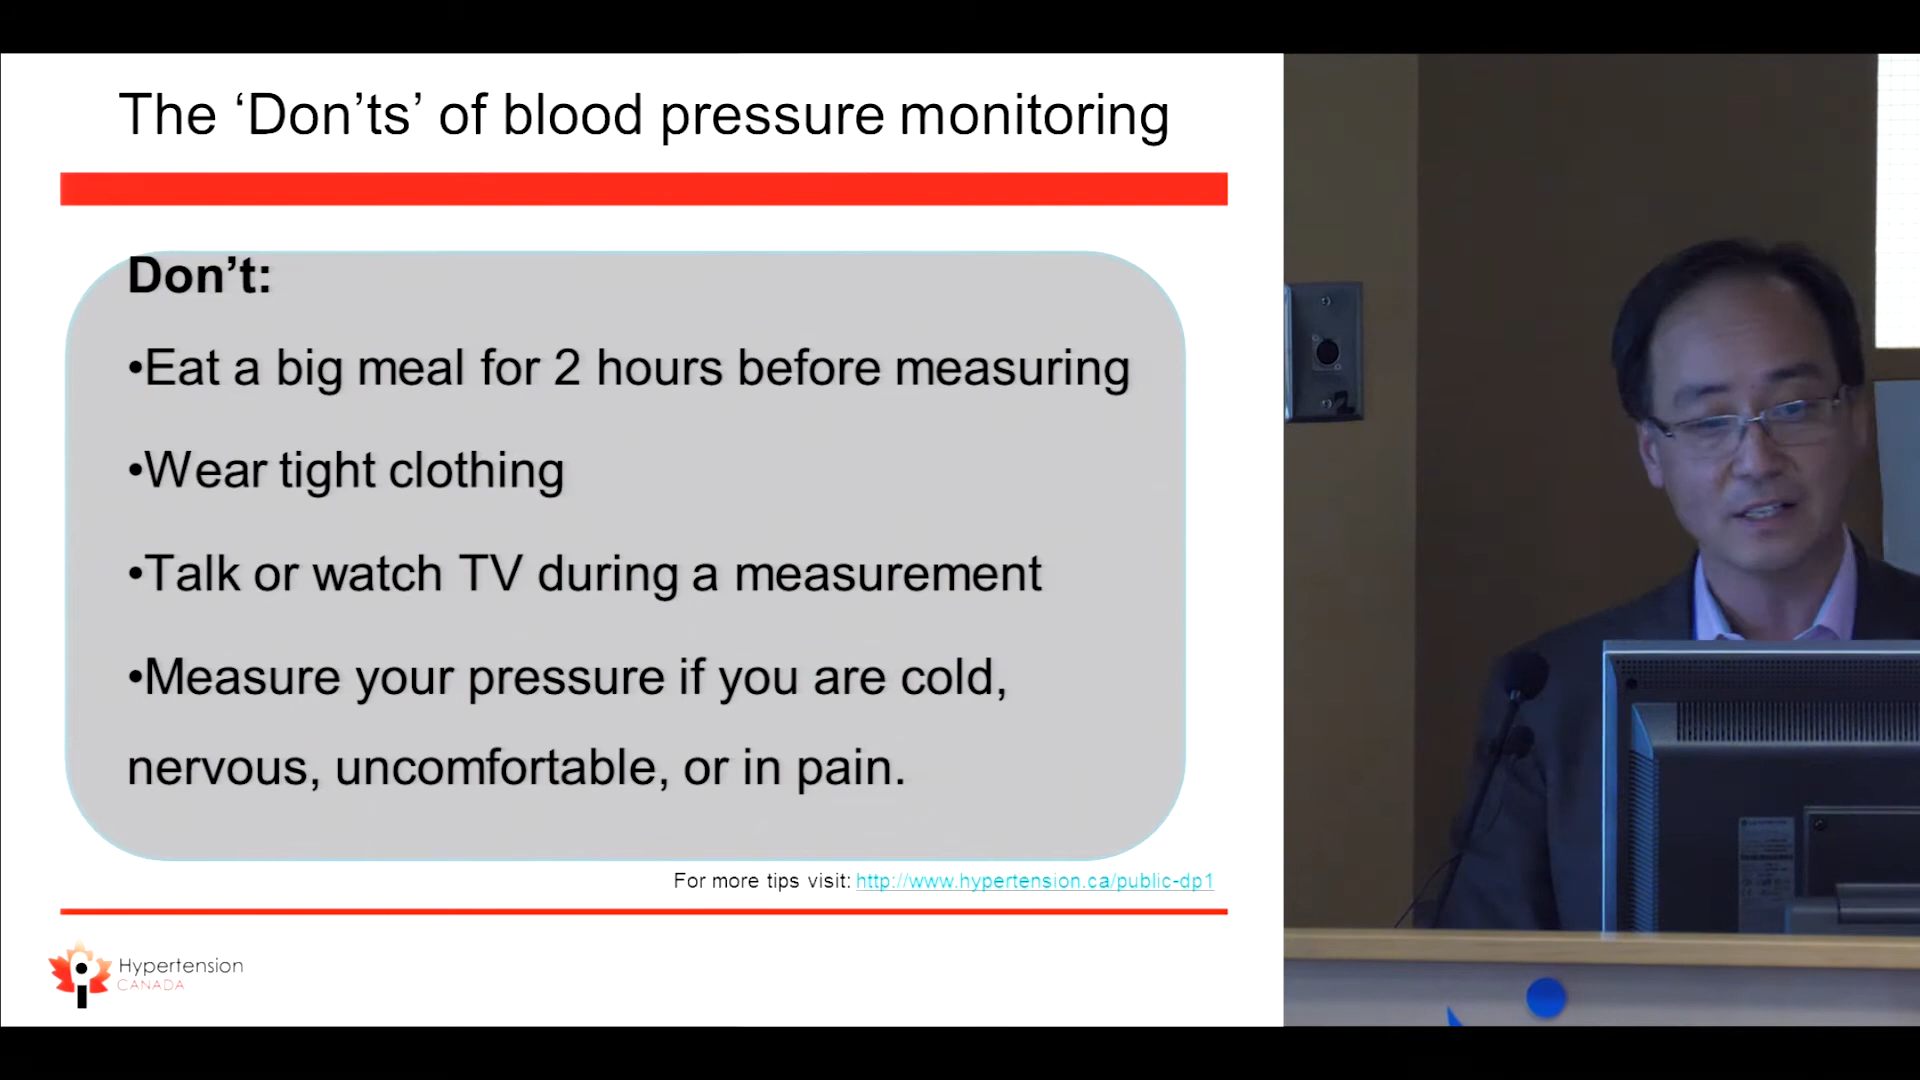 The ‘Don’ts’ of blood pressure monitoring
Don’t:
•Eat a big meal for 2 hours before measuring
•Wear tight clothing
•Talk or watch TV during a measurement
•Measure your pressure if you are cold,
nervous, uncomfortable, or in pain.
For more tips visit: http://www.hypertension.ca/public-dp1
Hypertension
CANADA